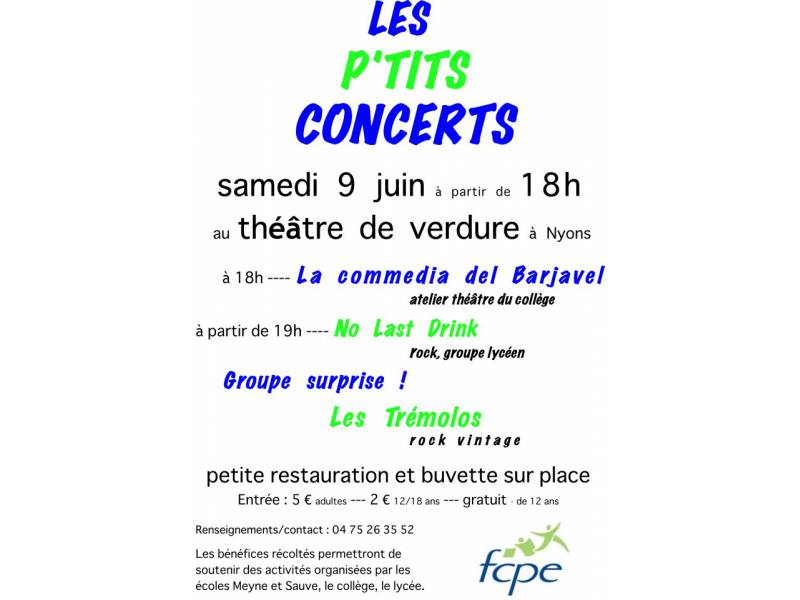 LES
P'TITS
CONCERTS
samedi 9 juin à partir de 18h
au théâtre de verdure à Nyons
à 18h ---- La commedia del Barjavel
atelier théâtre du collège
à partir de 19h ---- No Last Drink
rock, groupe lycéen
Groupe surprise !
Les Trémolos
rock vintage
petite restauration et buvette sur place
Entrée : 5 € adultes --- 2 € 12/18 ans --- gratuit - de 12 ans
Renseignements/contact : 04 75 26 35 52
Les bénéfices récoltés permettront de
soutenir des activités organisées par les
écoles Meyne et Sauve, le collège, le lycée.
fcpe